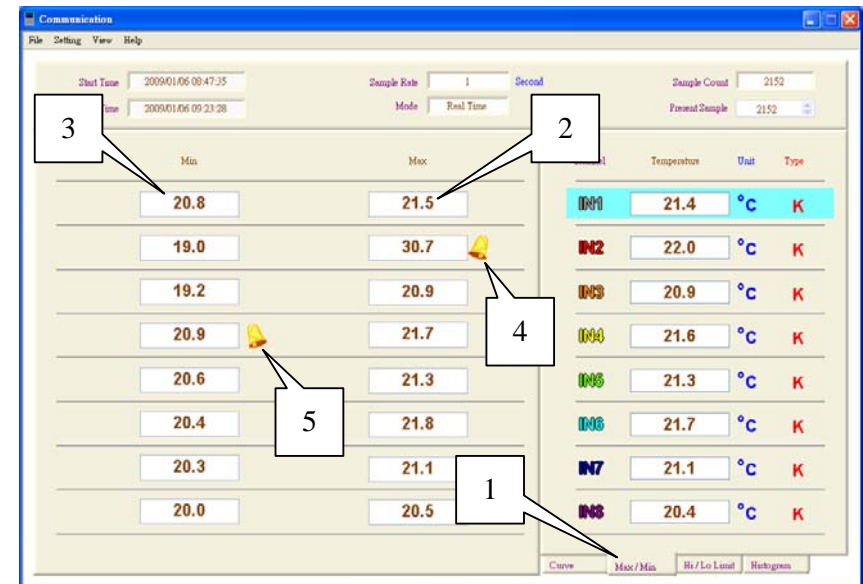 Communication
File Setting View Help
Start Time 2009/01/06 08:47:35 Sample Rate 1 Second Sample Count 2152
Time 2009/01/06 09:23:28 Mode Real Time Present Sample 2152
3 2
Min Max Temperature Unit Type
20.8 21.5 IN1 21.4 °C K
19.0 30.7 IN2 22.0 °C K
19.2 20.9 IN3 20.9 °C K
4
20.9 21.7 IN4 21.6 °C K
20.6 21.3 IN5 21.3 °C K
5
20.4 21.8 IN6 21.7 °C K
20.3 21.1 IN7 21.1 °C K
1
20.0 20.5 IN8 20.4 °C K
Curve Max / Min Hi / Lo Limit Histogram